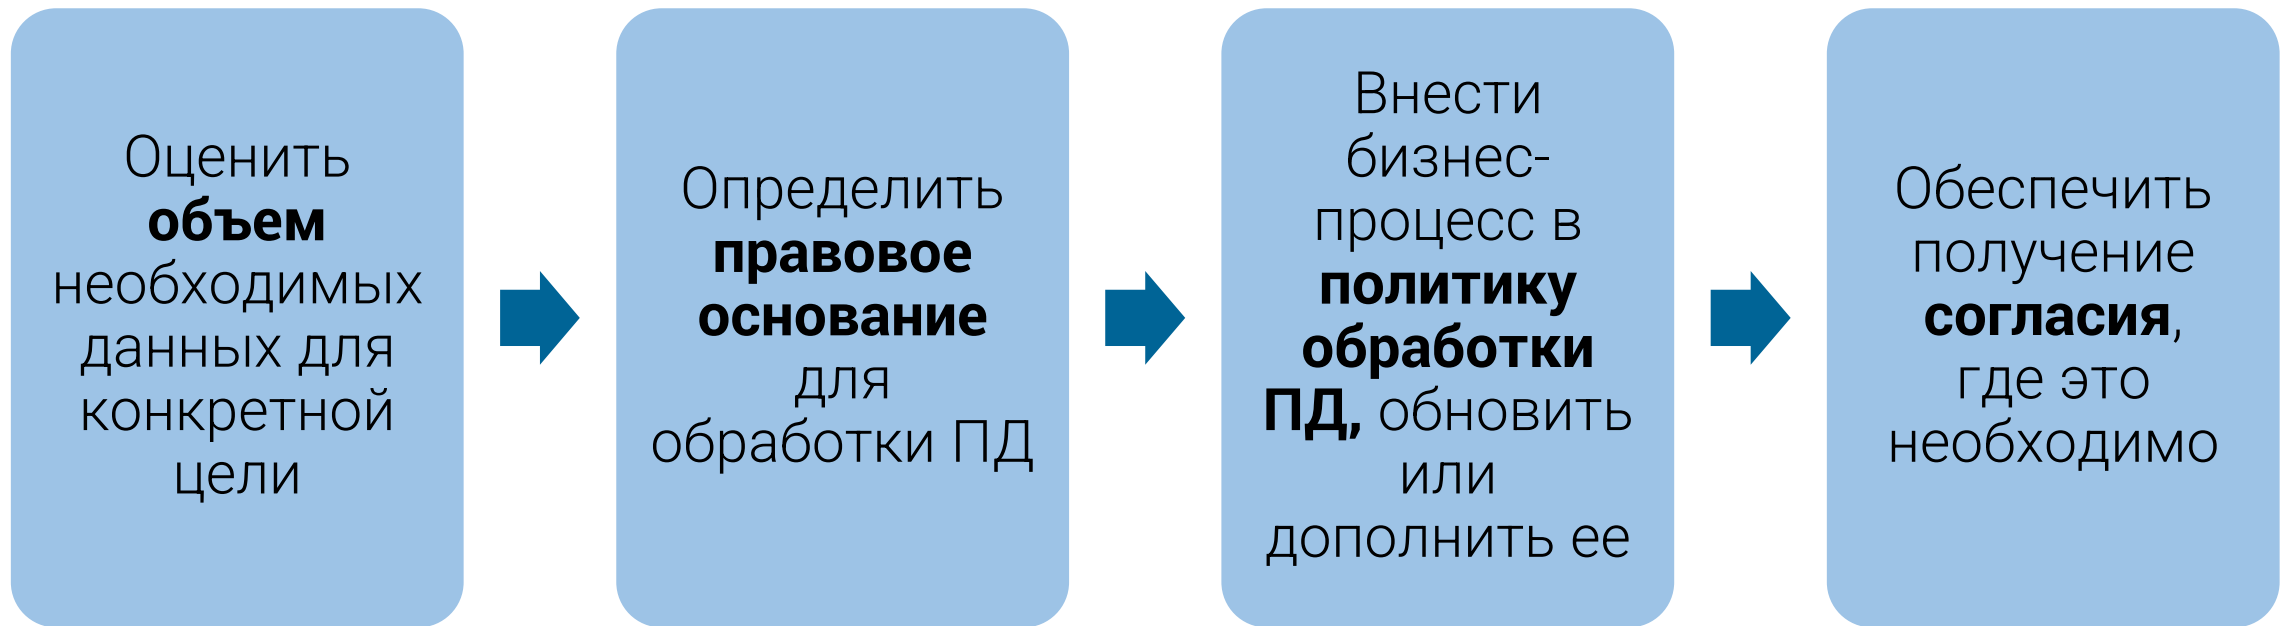 Оценить
объем
необходимых
данных для
конкретной
цели
Определить
правовое
основание
для
обработки ПД
Внести
бизнес-
процесс в
политику
обработки
ПД, обновить
или
дополнить ее
Обеспечить
получение
согласия,
где это
необходимо